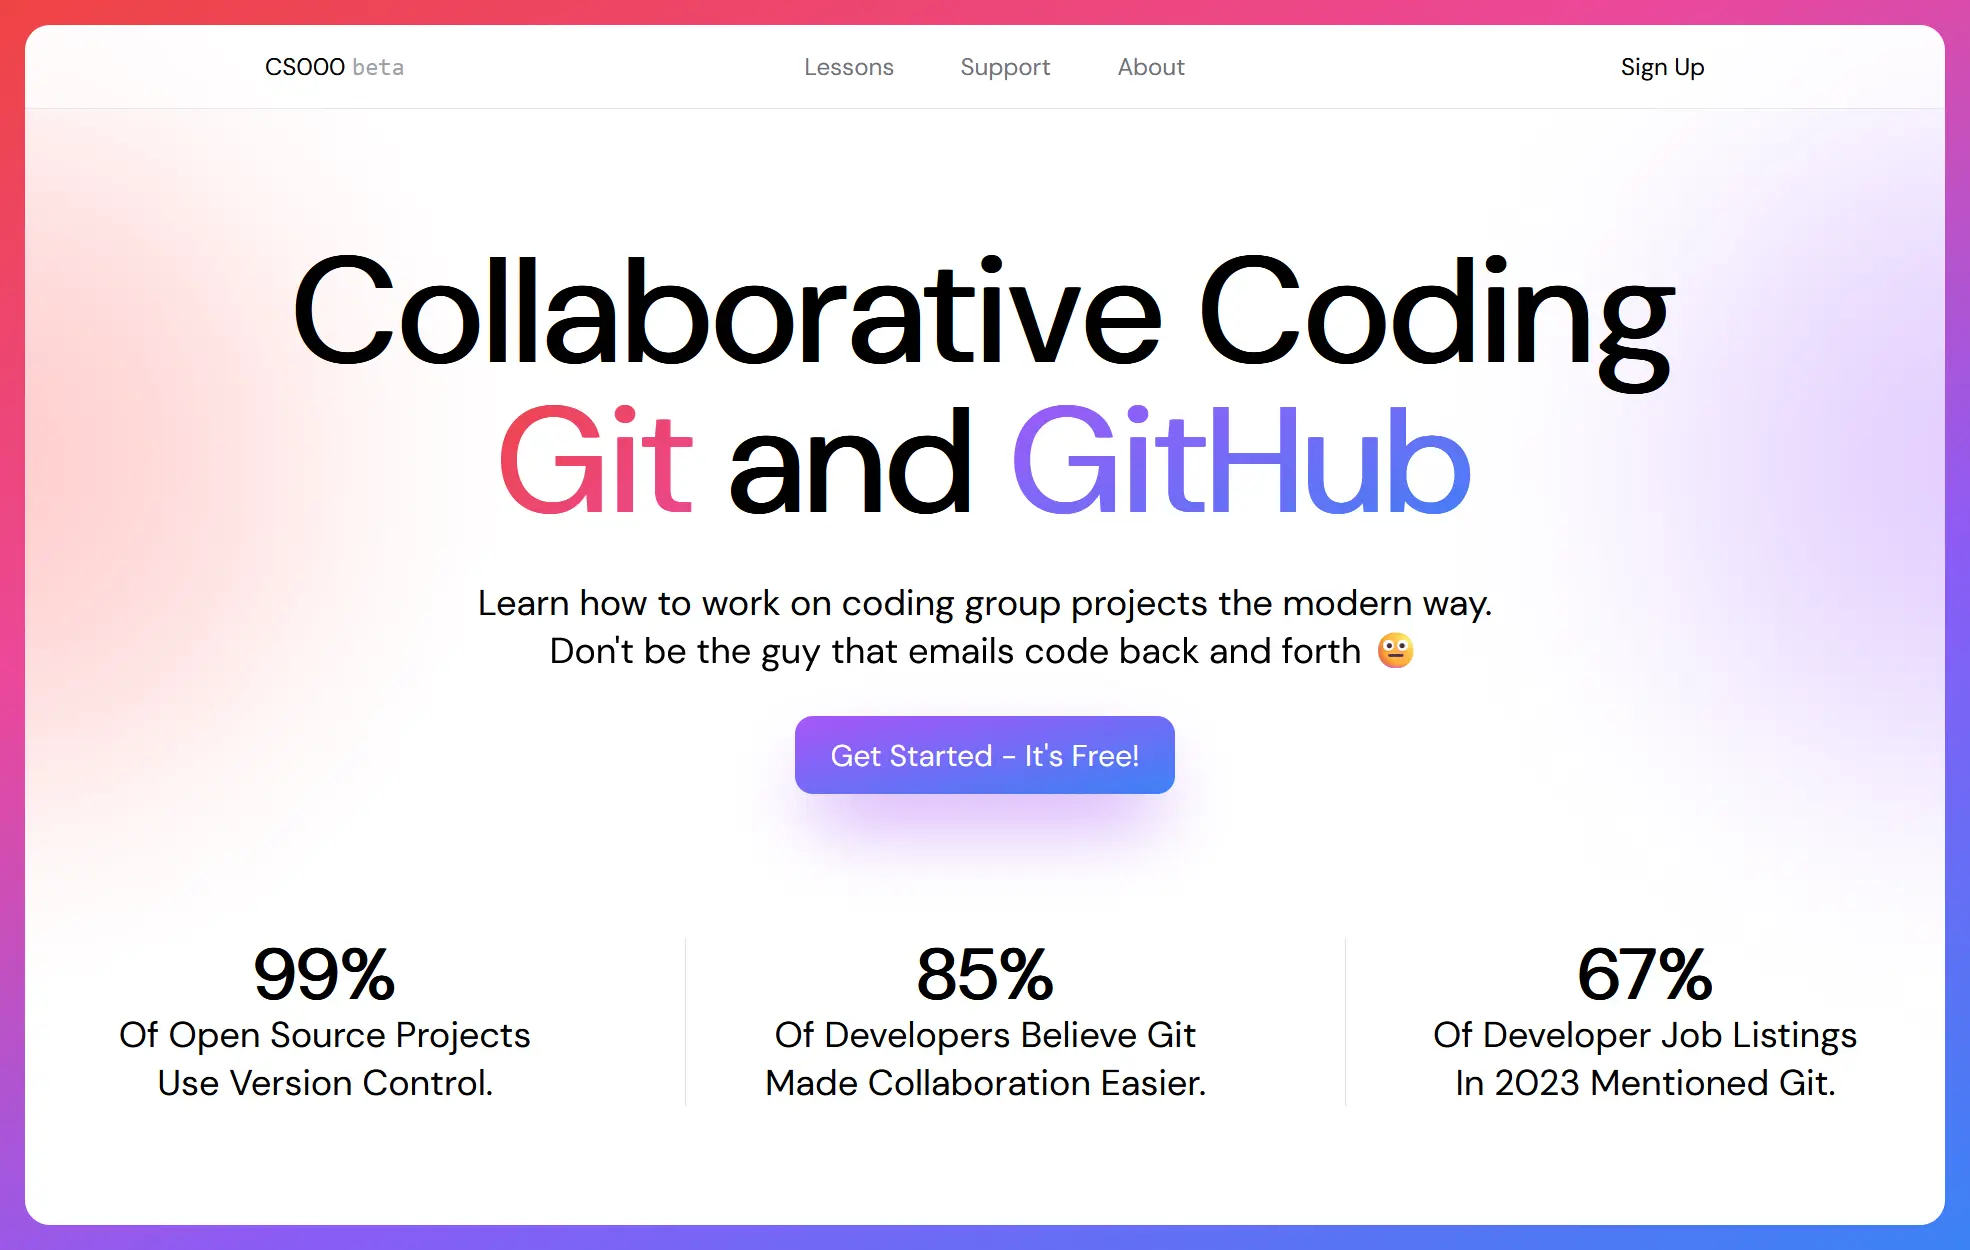 CS000 beta
Lessons
Support
About
Sign Up
Collaborative Coding
Git and GitHub
Learn how to work on coding group projects the modern way.
Don't be the guy that emails code back and forth 😐
Get Started - It's Free!
99%
Of Open Source Projects
Use Version Control.
85%
Of Developers Believe Git
Made Collaboration Easier.
67%
Of Developer Job Listings
In 2023 Mentioned Git.